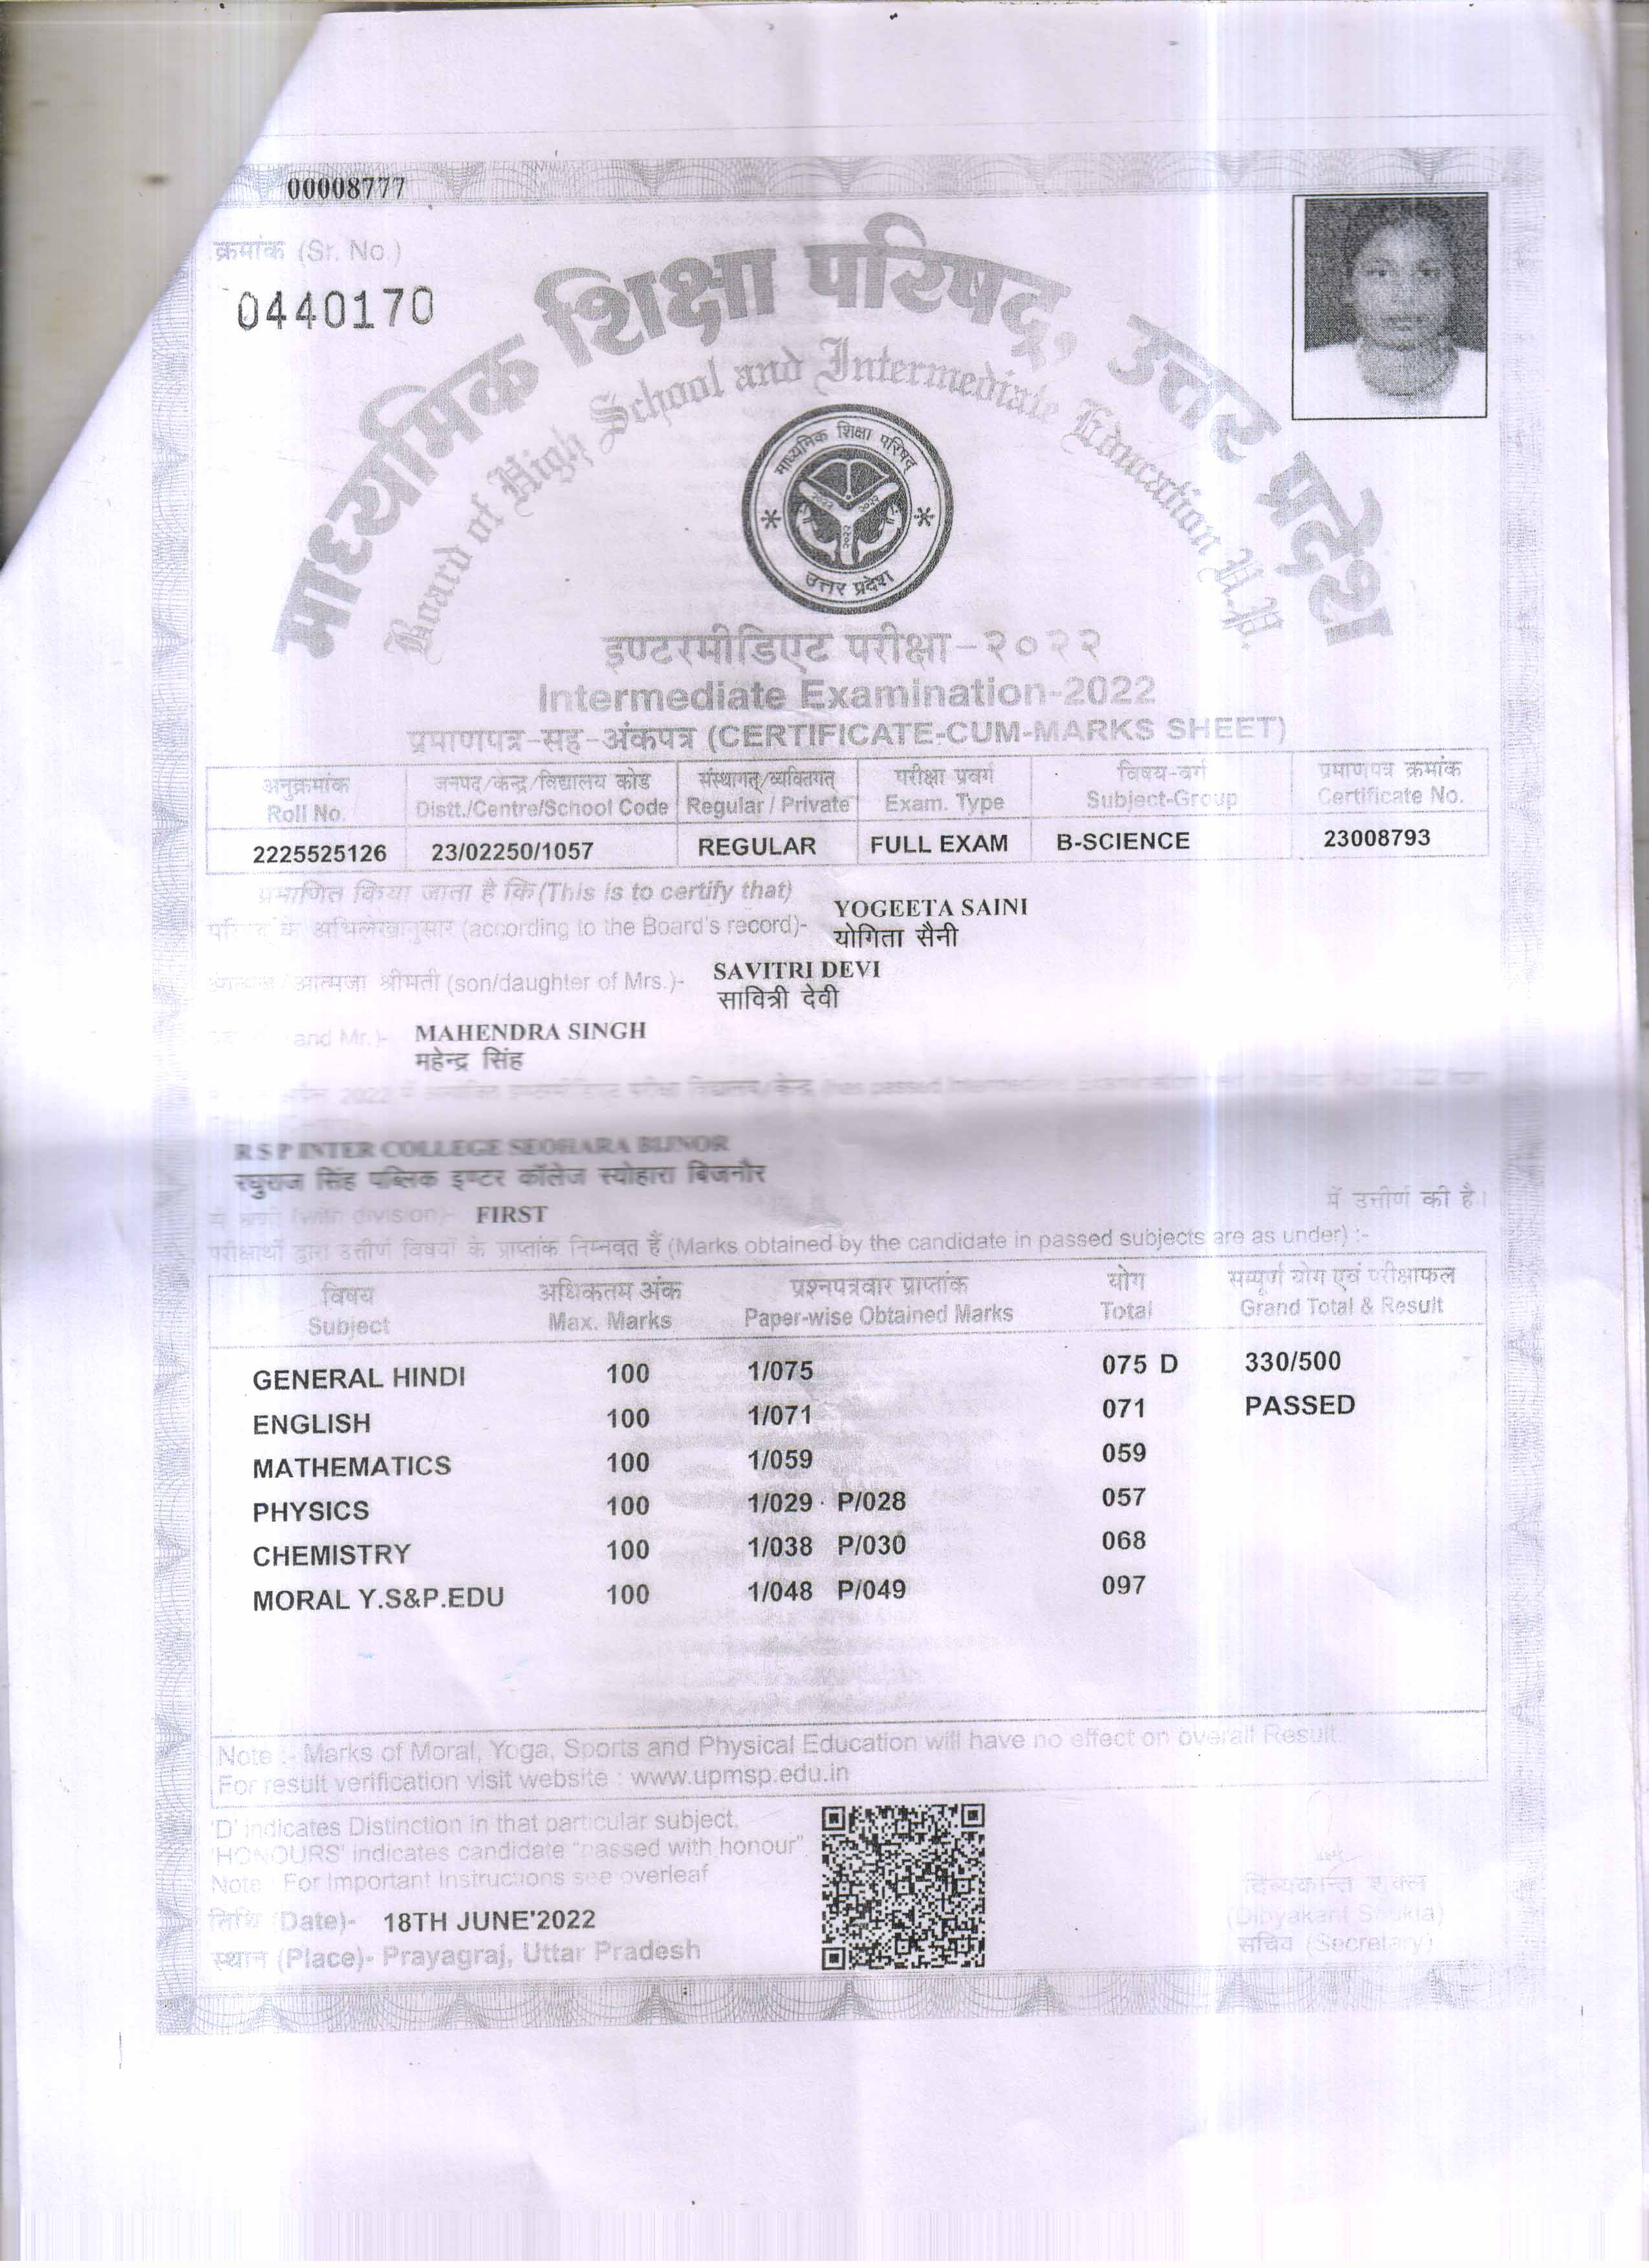 00008777
क्रमांक (Sr. No.)
0440170
माध्यमिक शिक्षा परिषद्, उत्तर प्रदेश
Board of High School and Intermediate Education U.P.
माध्यमिक शिक्षा परिषद्
उत्तर प्रदेश
इण्टरमीडिएट परीक्षा-२०२२
Intermediate Examination-2022
प्रमाणपत्र-सह-अंकपत्र (CERTIFICATE-CUM-MARKS SHEET)
अनुक्रमांक जनपद/केन्द्र/विद्यालय कोड संस्थागत्/व्यक्तिगत् परीक्षा प्रवर्ग विषय-वर्ग प्रमाणपत्र क्रमांक
Roll No. Distt./Centre/School Code Regular / Private Exam. Type Subject-Group Certificate No.
2225525126 23/02250/1057 REGULAR FULL EXAM B-SCIENCE 23008793
प्रमाणित किया जाता है कि (This is to certify that)
YOGEETA SAINI
के अभिलेखानुसार (according to the Board's record)- योगिता सैनी
SAVITRI DEVI
आत्मजा श्रीमती (son/daughter of Mrs.)- सावित्री देवी
and Mr.)- MAHENDRA SINGH
महेन्द्र सिंह
2022 में परीक्षा (has passed Intermediate Examination
R S P INTER COLLEGE SEOHARA BIJNOR
रघुराज सिंह पब्लिक इण्टर कॉलेज स्योहारा बिजनौर
में उत्तीर्ण की है।
(with division)- FIRST
परीक्षार्थी द्वारा उत्तीर्ण विषयों के प्राप्तांक निम्नवत हैं (Marks obtained by the candidate in passed subjects are as under) :-
विषय अधिकतम अंक प्रश्नपत्रवार प्राप्तांक योग सम्पूर्ण योग एवं परीक्षाफल
Subject Max. Marks Paper-wise Obtained Marks Total Grand Total & Result
GENERAL HINDI 100 1/075 075 D 330/500
ENGLISH 100 1/071 071 PASSED
MATHEMATICS 100 1/059 059
PHYSICS 100 1/029 P/028 057
CHEMISTRY 100 1/038 P/030 068
MORAL Y.S&P.EDU 100 1/048 P/049 097
Note :- Marks of Moral, Yoga, Sports and Physical Education will have no effect on overall Result.
For result verification visit website : www.upmsp.edu.in
'D' indicates Distinction in that particular subject,
'HONOURS' indicates candidate "passed with honour"
Note : For Important Instructions see overleaf
तिथि (Date)- 18TH JUNE'2022
स्थान (Place)- Prayagraj, Uttar Pradesh
दिव्यकान्त शुक्ल
(Dibyakant Shukla)
सचिव (Secretary)